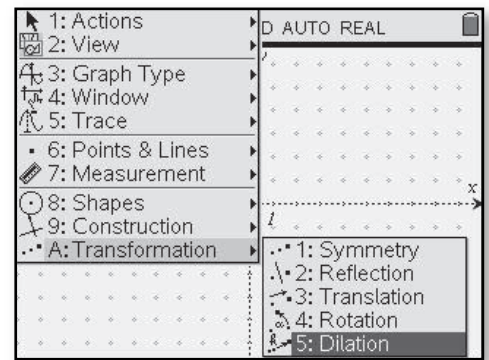 1: Actions
D AUTO REAL
2: View
3: Graph Type
4: Window
5: Trace
6: Points & Lines
7: Measurement
x
8: Shapes
9: Construction
1
A: Transformation
1: Symmetry
2: Reflection
3: Translation
4: Rotation
5: Dilation